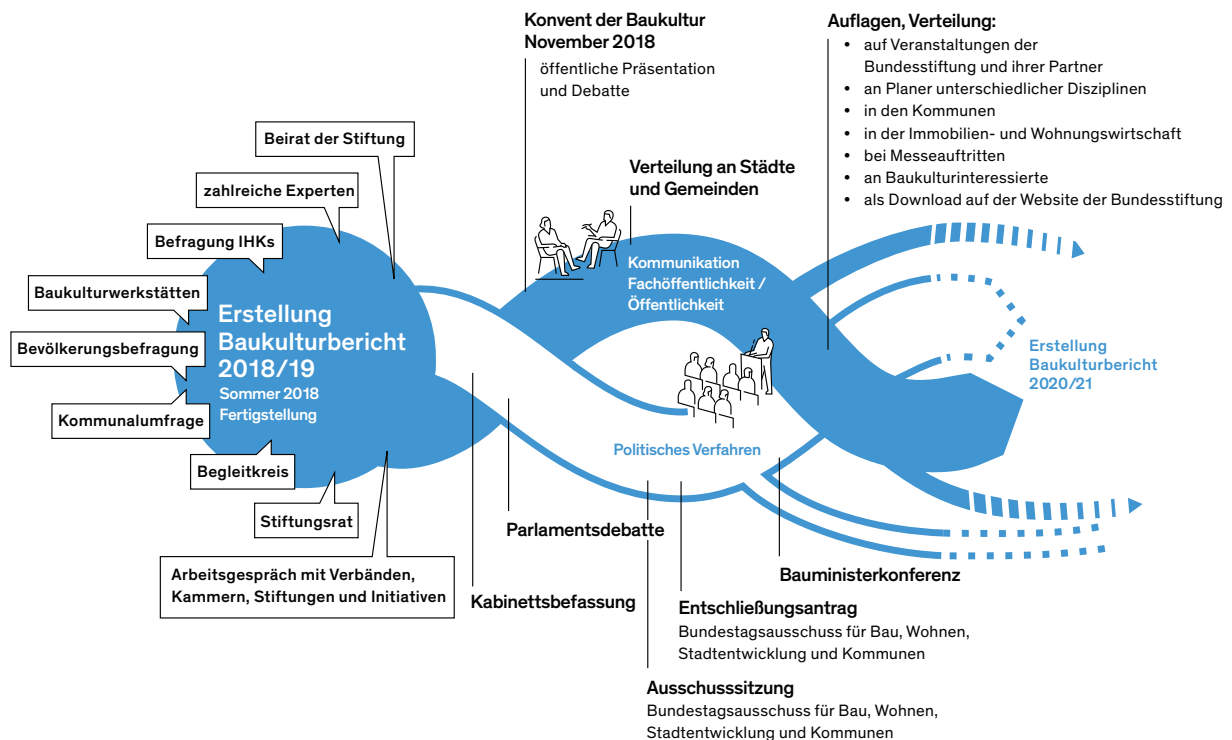 Konvent der Baukultur
November 2018
öffentliche Präsentation
und Debatte
Auflagen, Verteilung:
• auf Veranstaltungen der
Bundesstiftung und ihrer Partner
• an Planer unterschiedlicher Disziplinen
• in den Kommunen
• in der Immobilien- und Wohnungswirtschaft
• bei Messeauftritten
• an Baukulturinteressierte
• als Download auf der Website der Bundesstiftung
Verteilung an Städte
und Gemeinden
Beirat der Stiftung
zahlreiche Experten
Befragung IHKs
Baukulturwerkstätten
Bevölkerungsbefragung
Kommunalumfrage
Begleitkreis
Stiftungsrat
Arbeitsgespräch mit Verbänden,
Kammern, Stiftungen und Initiativen
Erstellung
Baukulturbericht
2018/19
Sommer 2018
Fertigstellung
Kommunikation
Fachöffentlichkeit /
Öffentlichkeit
Politisches Verfahren
Erstellung
Baukulturbericht
2020/21
Kabinettsbefassung
Parlamentsdebatte
Bauministerkonferenz
Entschließungsantrag
Bundestagsausschuss für Bau, Wohnen,
Stadtentwicklung und Kommunen
Ausschusssitzung
Bundestagsausschuss für Bau, Wohnen,
Stadtentwicklung und Kommunen